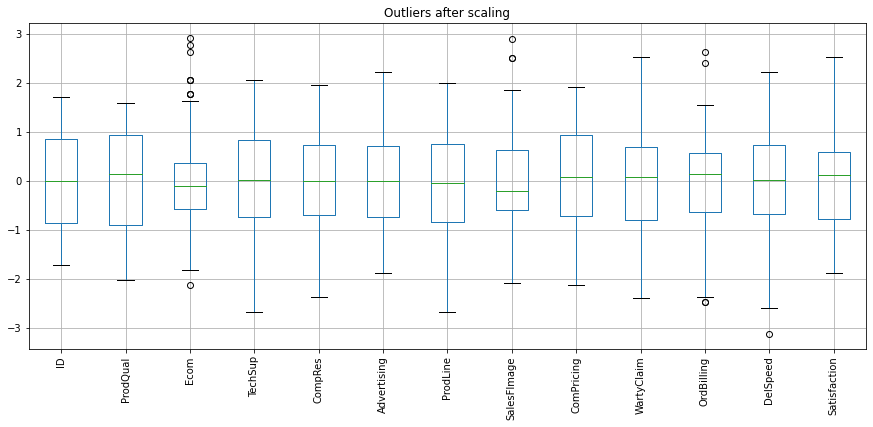 Outliers after scaling
3
2
1
0
−1
−2
−3
ID
ProdQual
Ecom
TechSup
CompRes
Advertising
ProdLine
SalesFImage
ComPricing
WartyClaim
OrdBilling
DelSpeed
Satisfaction